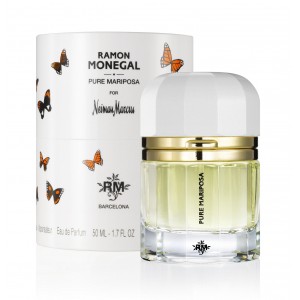 RAMON
MONEGAL
PURE MARIPOSA
FOR
Neiman Marcus
RM
BARCELONA
Eau de Parfum 50 ML - 1.7 FL. OZ
PURE MARIPOSA
RM